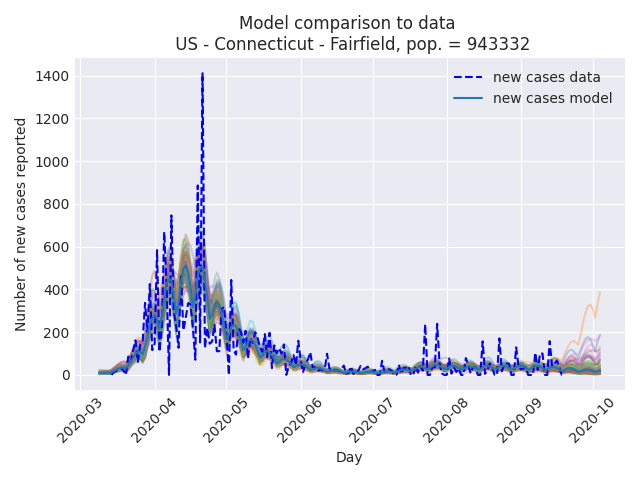 Model comparison to data
US - Connecticut - Fairfield, pop. = 943332
new cases data
new cases model
Number of new cases reported
1400
1200
1000
800
600
400
200
0
2020-03
2020-04
2020-05
2020-06
2020-07
2020-08
2020-09
2020-10
Day